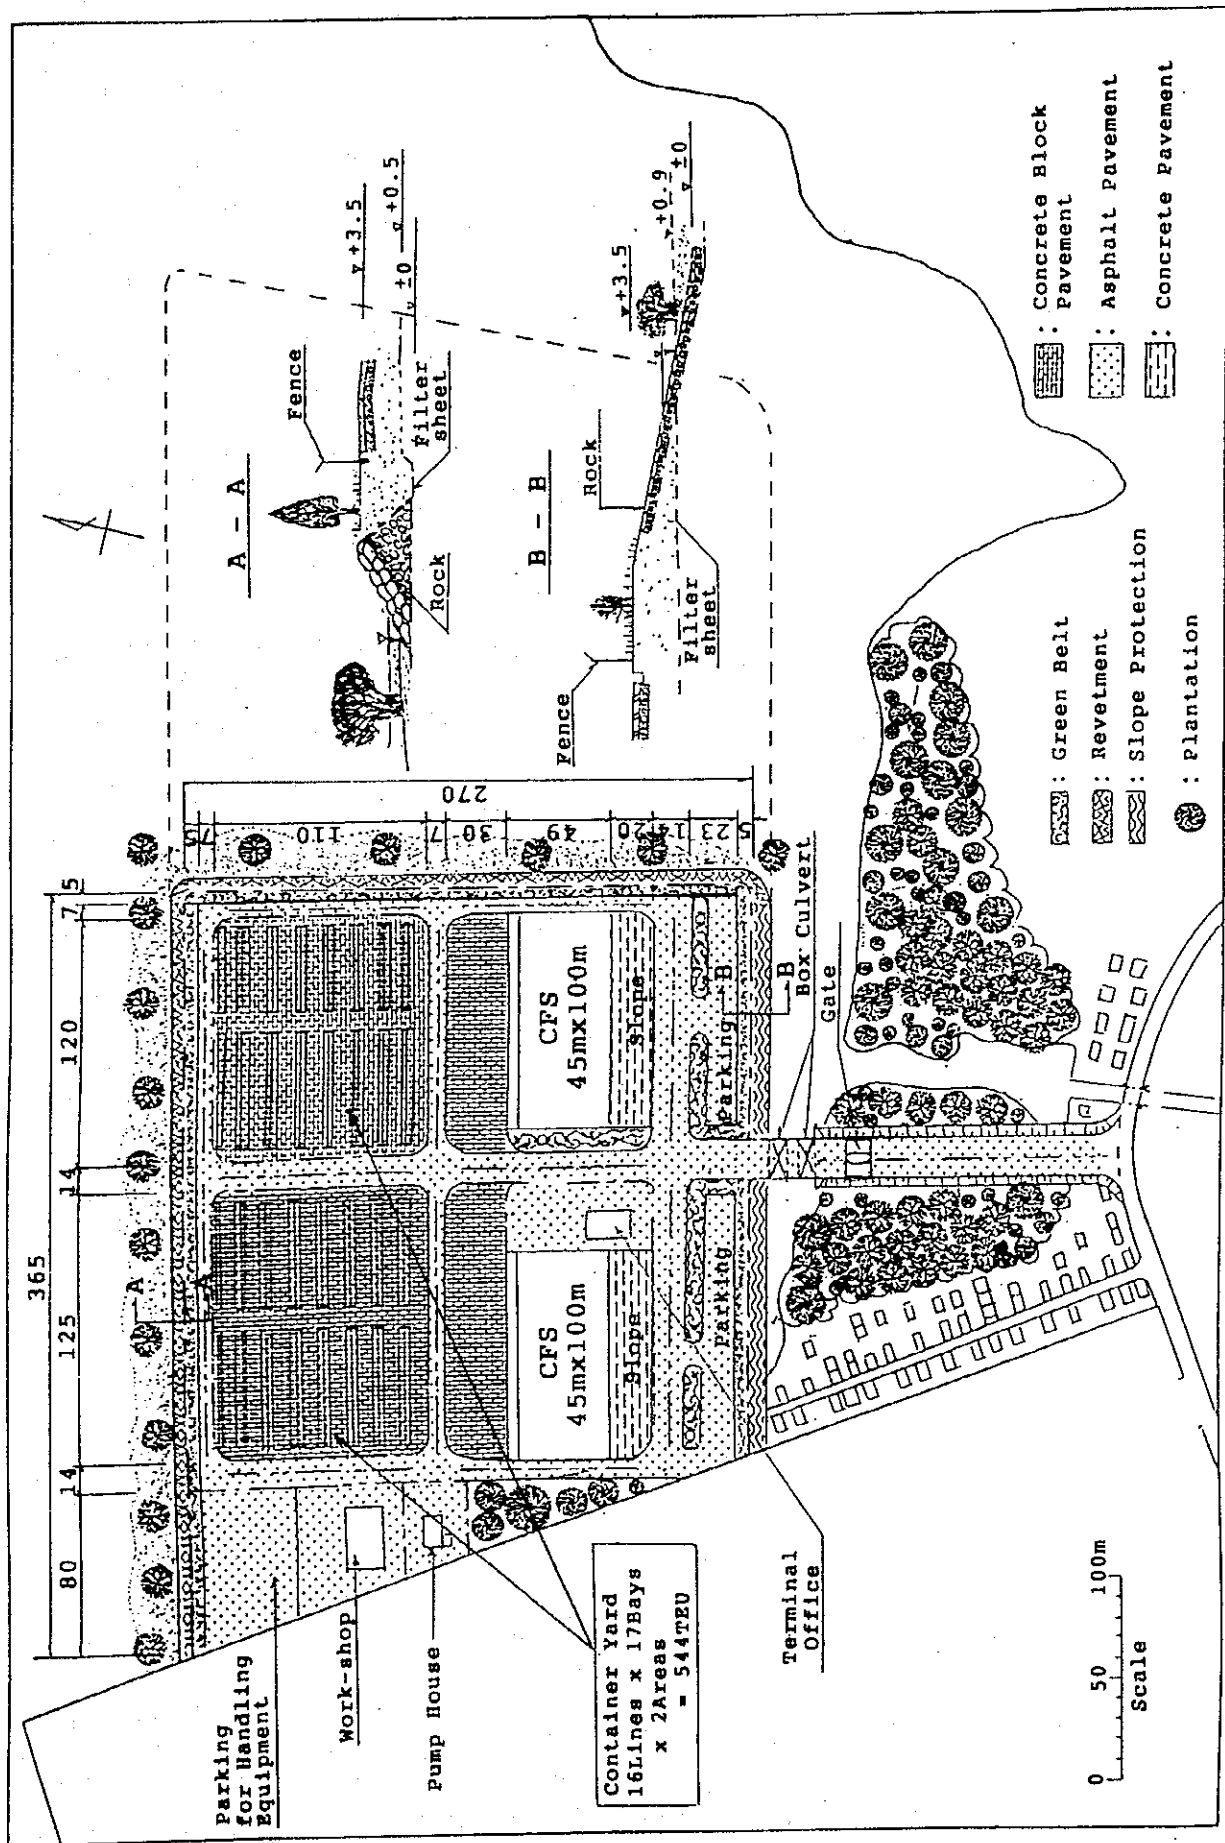 Parking
for Handling
Equipment
Work-shop
Pump House
Container Yard
16Lines x 17Bays
x 2Areas
= 544TEU
Terminal
Office
0 50 100m
Scale
365
80
14
125
14
120
7
5
A
A
270
5
7
110
7
30
49
20
14
23
5
CFS
45mx100m
Slope
CFS
45mx100m
Slope
Parking
Parking
B
B
Box Culvert
Gate
A - A
Fence
+3.5
±0
+0.5
Filter
sheet
Rock
B - B
Fence
Rock
Filter
sheet
+3.5
+0.9
±0
: Green Belt
: Revetment
: Slope Protection
: Plantation
: Concrete Block
Pavement
: Asphalt Pavement
: Concrete Pavement